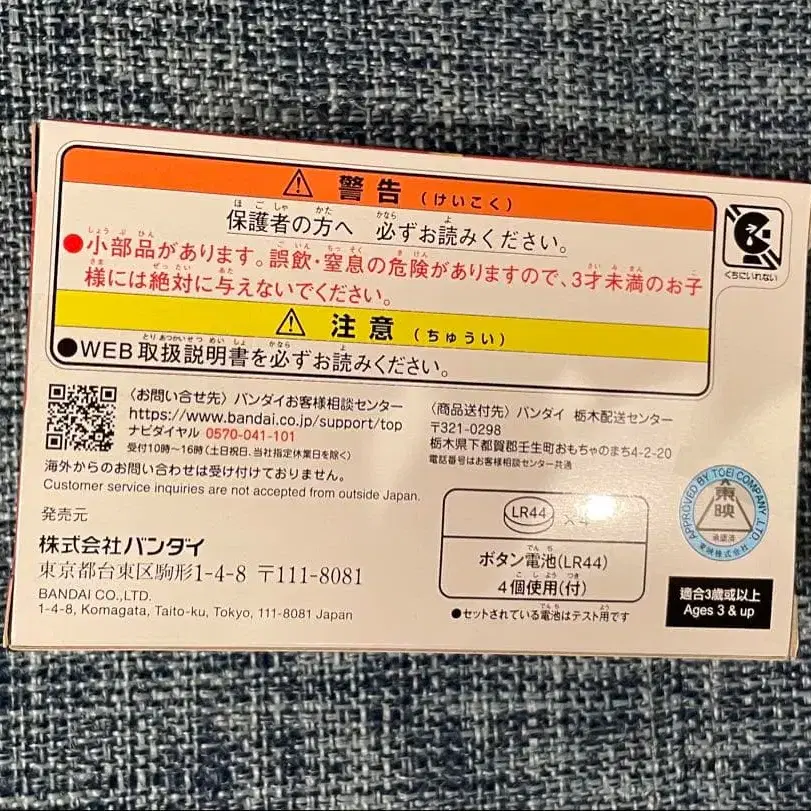 警告(けいこく)
保護者の方へ 必ずお読みください。
●小部品があります。誤飲・窒息の危険がありますので、3才未満のお子
様には絶対に与えないでください。
くちにいれない
注意(ちゅうい)
●WEB取扱説明書を必ずお読みください。
〈お問い合せ先〉バンダイお客様相談センター
https://www.bandai.co.jp/support/top
ナビダイヤル 0570-041-101
受付10時~16時(土日祝日、当社指定休業日を除く)
海外からのお問い合わせは受け付けておりません。
Customer service inquiries are not accepted from outside Japan.
〈商品送付先〉バンダイ 栃木配送センター
〒321-0298
栃木県下都賀郡壬生町おもちゃのまち4-2-20
電話番号はお客様相談センター共通
発売元
株式会社バンダイ
東京都台東区駒形1-4-8 〒111-8081
BANDAI CO.,LTD.
1-4-8, Komagata, Taito-ku, Tokyo, 111-8081 Japan
LR44 ×4
ボタン電池(LR44)
4個使用(付)
●セットされている電池はテスト用です
APPROVED BY TOEI COMPANY, LTD.
東映
承認済
東映株式会社
適合3歳或以上
Ages 3 & up